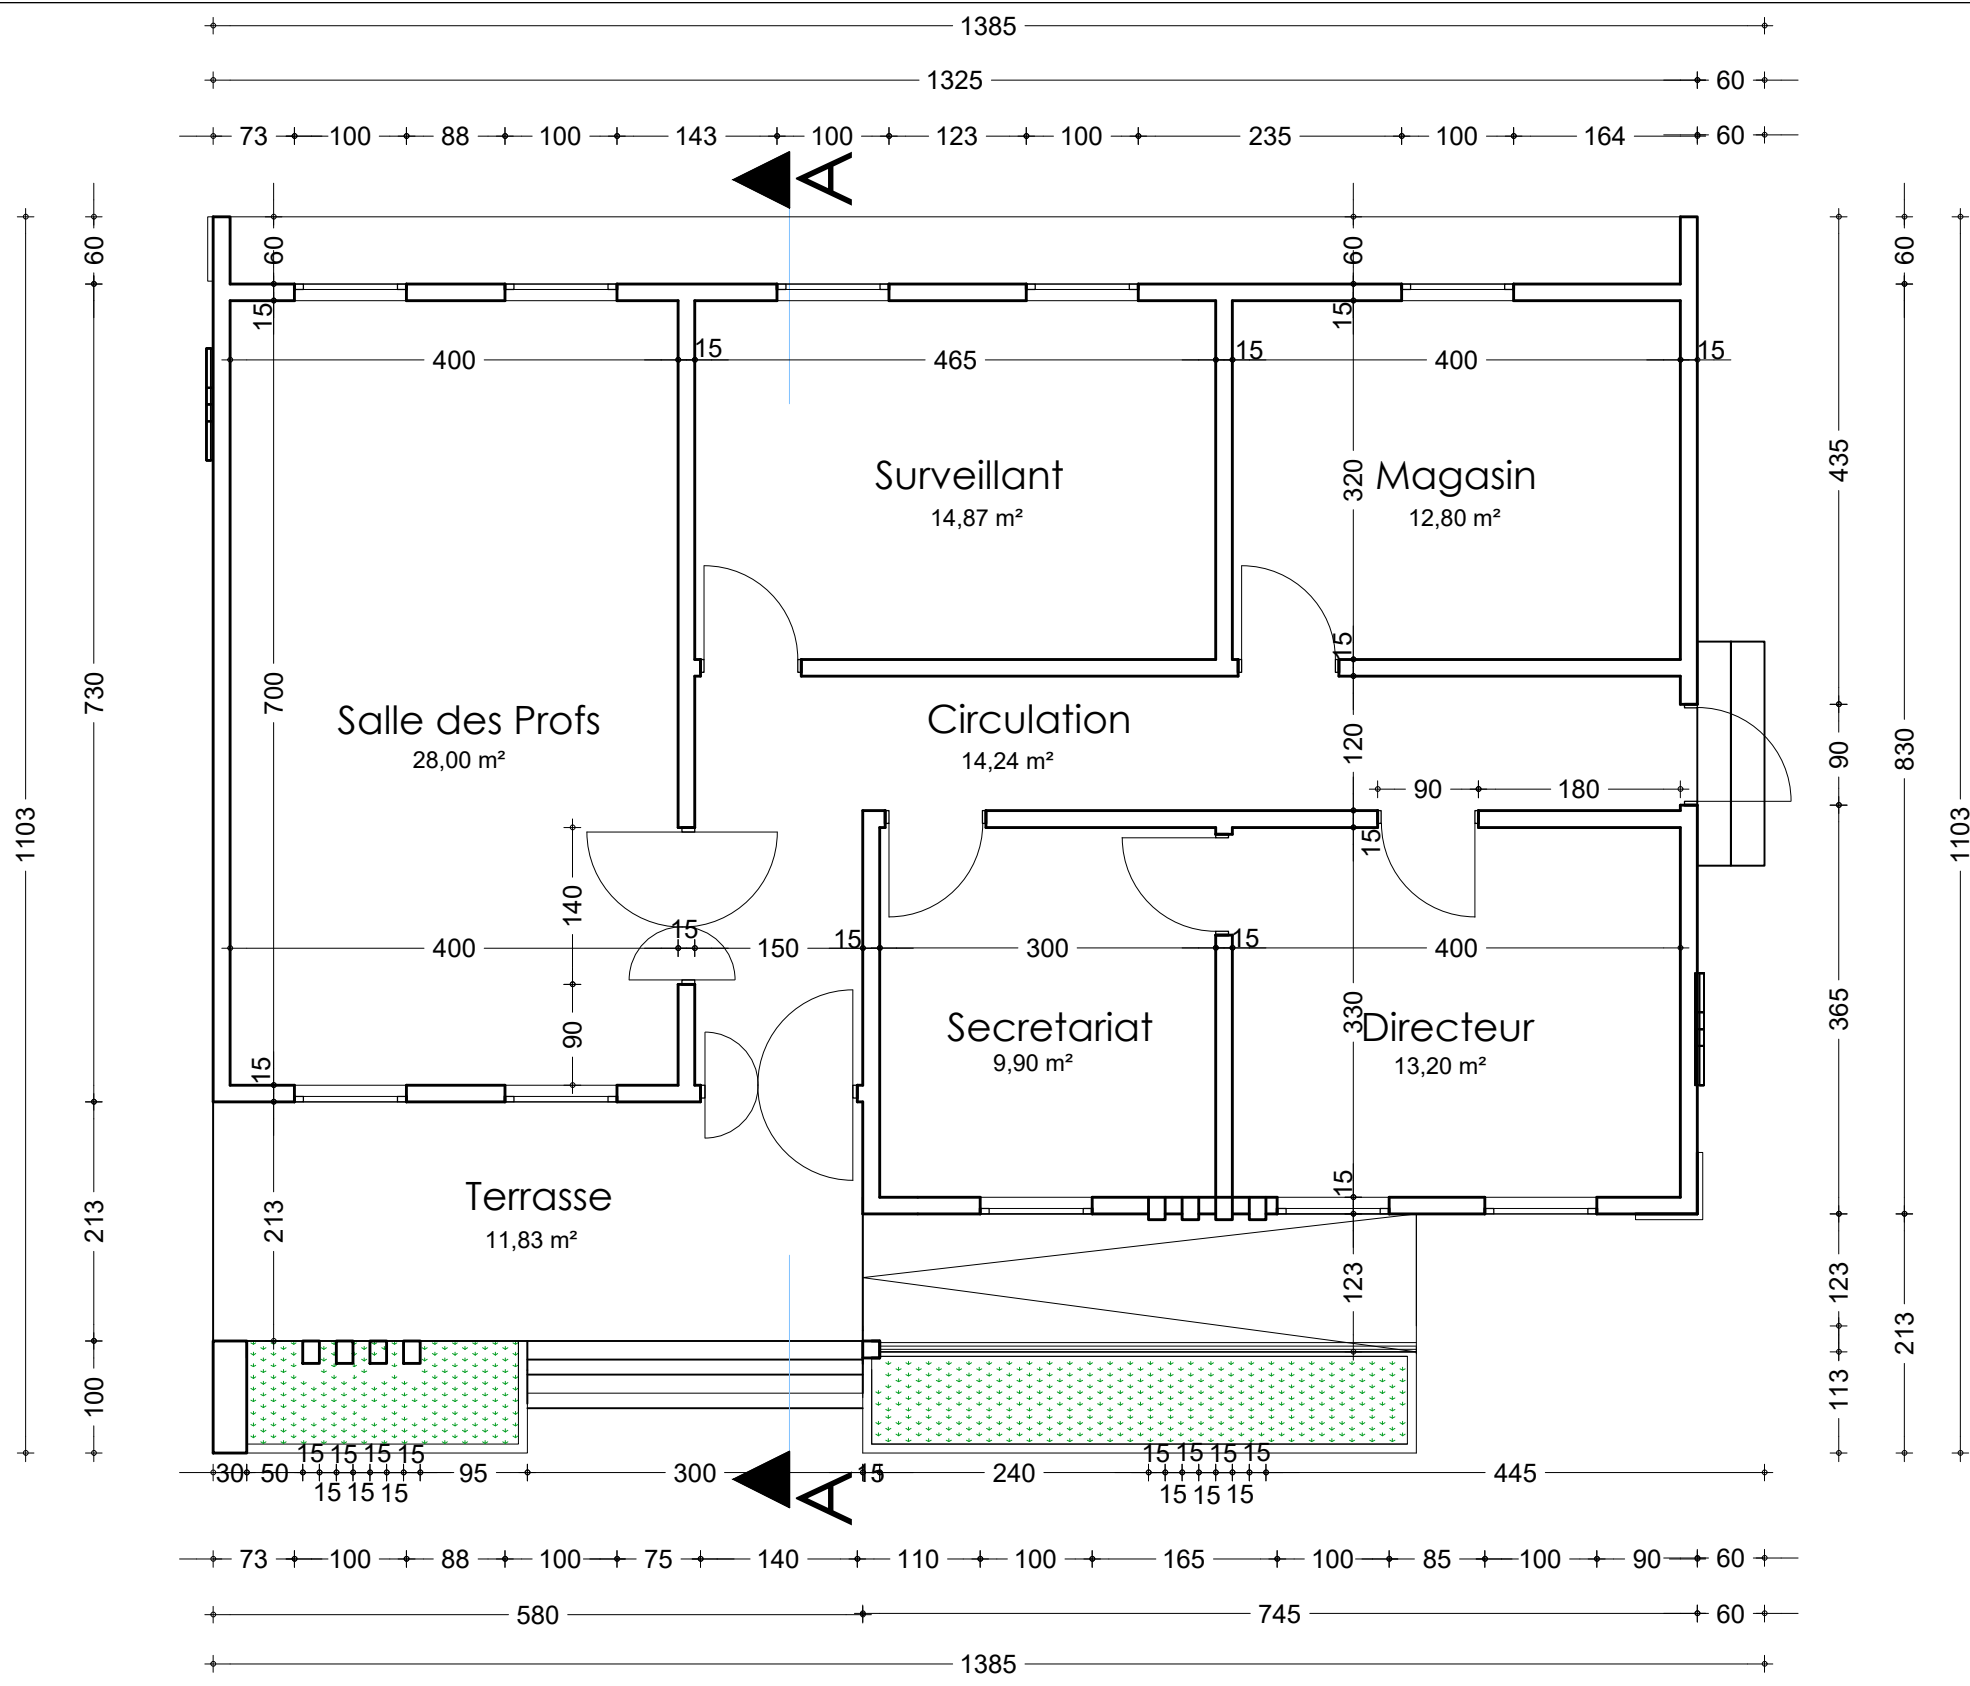 1385
1325 60
73 100 88 100 143 100 123 100 235 100 164 60
A
60 60 60 60
15 15
400 15 465 15 400 15
435
320
Surveillant Magasin
14,87 m² 12,80 m²
15
730 700
Salle des Profs Circulation
28,00 m² 14,24 m²
120 90 830
90 180
1103 1103
15
140
15
400 150 15 300 15 400
90 330 365
Secretariat Directeur
9,90 m² 13,20 m²
15
15
Terrasse
11,83 m²
213 213 123 123
213
100 113
15 15 15 15 15 15 15 15
30 50 95 300 15 240 445
15 15 15 15 15 15
A
73 100 88 100 75 140 110 100 165 100 85 100 90 60
580 745 60
1385